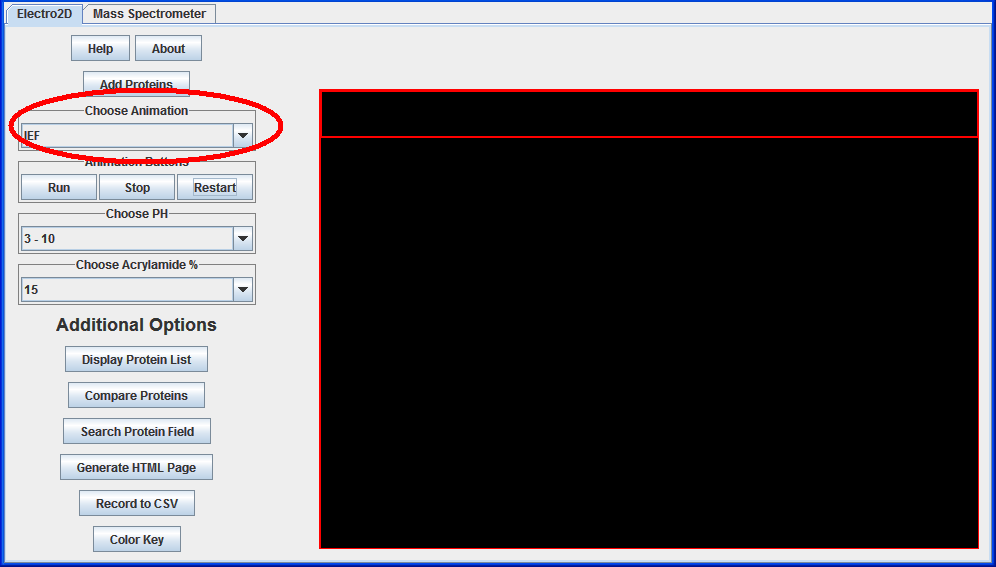 Electro2D Mass Spectrometer
Help About
Add Proteins
Choose Animation
IEF
Animation Buttons
Run Stop Restart
Choose PH
3 - 10
Choose Acrylamide %
15
Additional Options
Display Protein List
Compare Proteins
Search Protein Field
Generate HTML Page
Record to CSV
Color Key